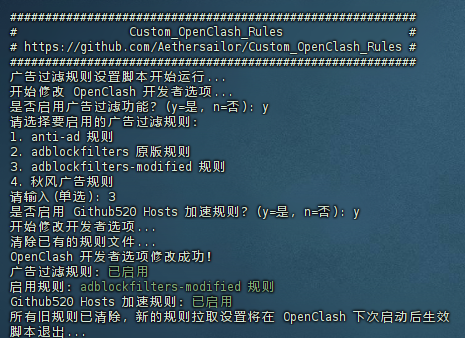 ##########################################################
# Custom_OpenClash_Rules #
# https://github.com/Aethersailor/Custom_OpenClash_Rules #
##########################################################
广告过滤规则设置脚本开始运行...
开始修改 OpenClash 开发者选项...
是否启用广告过滤功能? (y=是, n=否): y
请选择要启用的广告过滤规则:
1. anti-ad 规则
2. adblockfilters 原版规则
3. adblockfilters-modified 规则
4. 秋风广告规则
请输入(单选): 3
是否启用 Github520 Hosts 加速规则? (y=是, n=否): y
开始修改开发者选项...
清除已有的规则文件...
OpenClash 开发者选项修改成功!
广告过滤规则: 已启用
启用规则: adblockfilters-modified 规则
Github520 Hosts 加速规则: 已启用
所有旧规则已清除, 新的规则拉取设置将在 OpenClash 下次启动后生效
脚本退出...